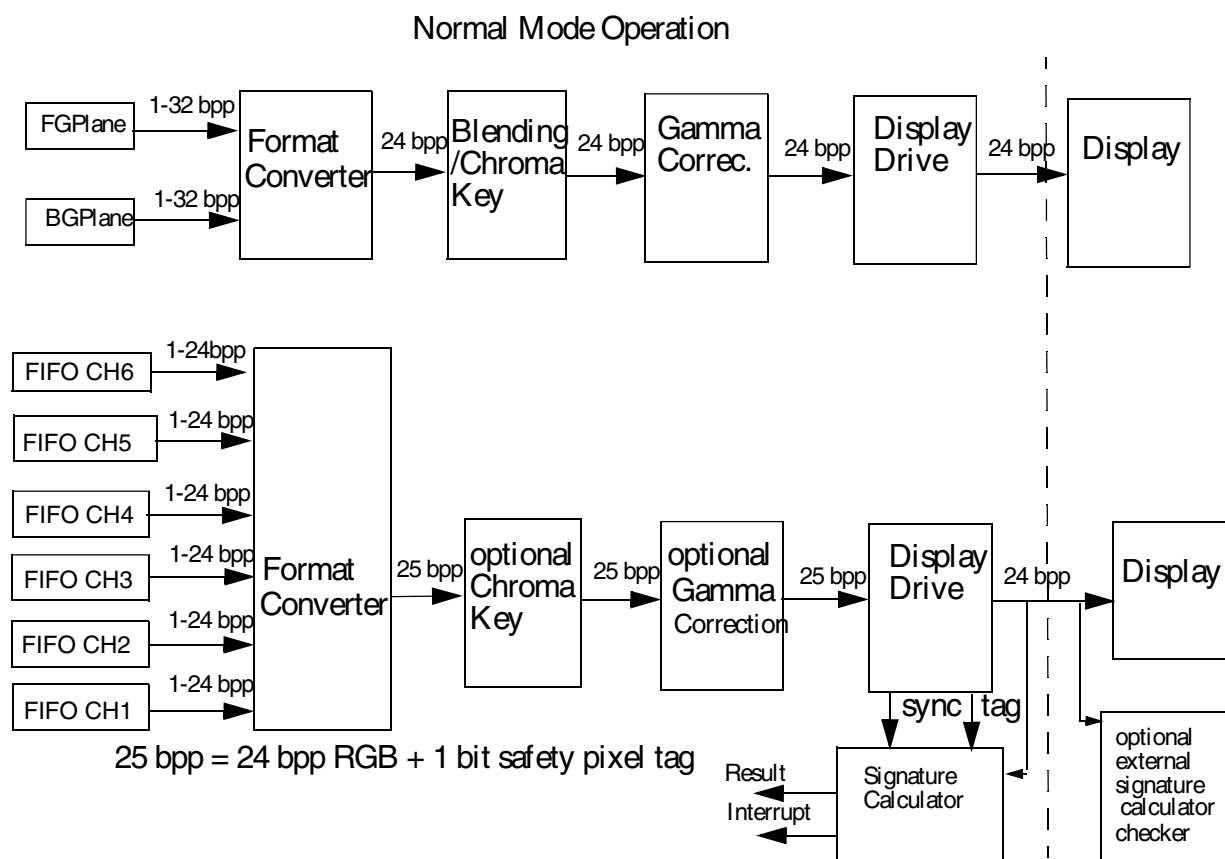 Normal Mode Operation
FGPlane
1-32 bpp
BGPlane
1-32 bpp
Format
Converter
24 bpp
Blending
/Chroma
Key
24 bpp
Gamma
Correc.
24 bpp
Display
Drive
24 bpp
Display
FIFO CH6
1-24bpp
FIFO CH5
1-24 bpp
FIFO CH4
1-24 bpp
FIFO CH3
1-24 bpp
FIFO CH2
1-24 bpp
FIFO CH1
1-24 bpp
Format
Converter
25 bpp
optional
Chroma
Key
25 bpp
optional
Gamma
Correction
25 bpp
Display
Drive
24 bpp
Display
sync tag
25 bpp = 24 bpp RGB + 1 bit safety pixel tag
Result
Interrupt
Signature
Calculator
optional
external
signature
calculator
checker